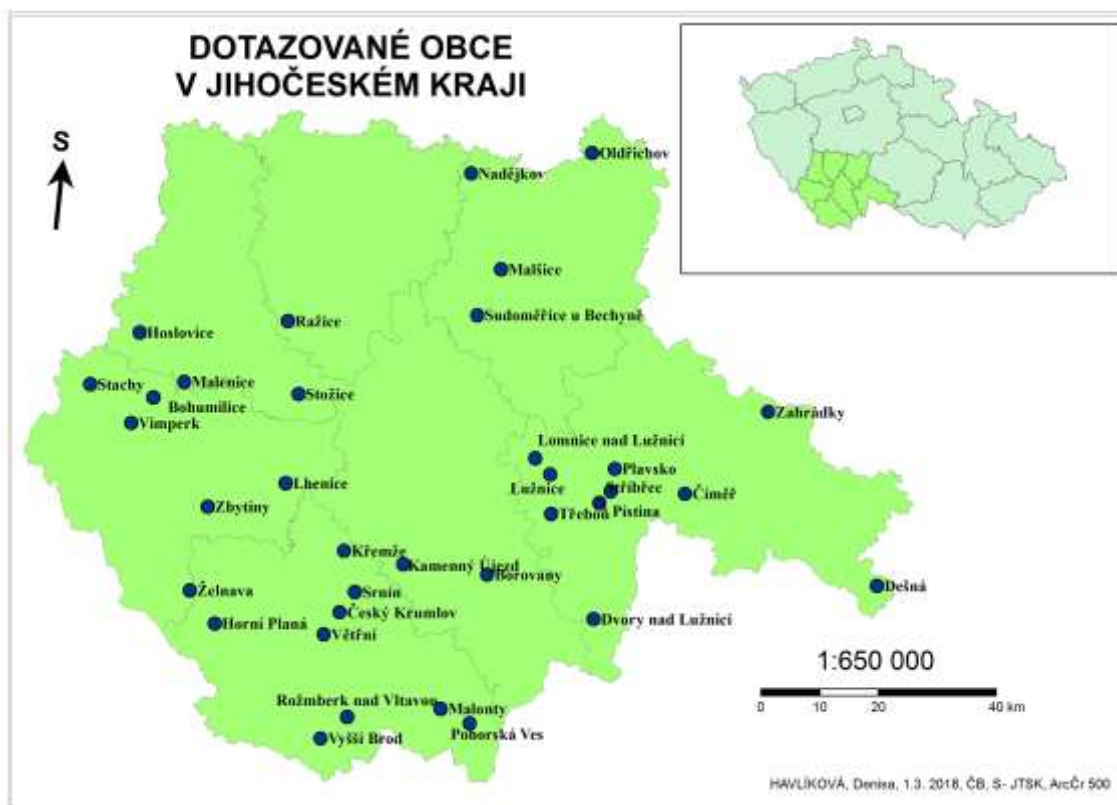 DOTAZOVANÉ OBCE
V JIHOČESKÉM KRAJI
S
Oldřichov
Nadějkov
Malšice
Sudoměřice u Bechyně
Ražice
Hoslovice
Stachy
Malenice
Bohumilice
Vimperk
Stožice
Zahrádky
Lomnice nad Lužnicí
Plavsko
Lužnice
Stříbřec
Číměř
Lhenice
Zbytiny
Třeboň
Pístina
Křemže
Kamenný Újezd
Borovany
Želnava
Srnín
Dešná
Český Krumlov
Horní Planá
Větřní
Dvory nad Lužnicí
1:650 000
0 10 20 40 km
Rožmberk nad Vltavou
Malonty
Pohorská Ves
Vyšší Brod
HAVLÍKOVÁ, Denisa, 1.3. 2018, ČB, S- JTSK, ArcČr 500